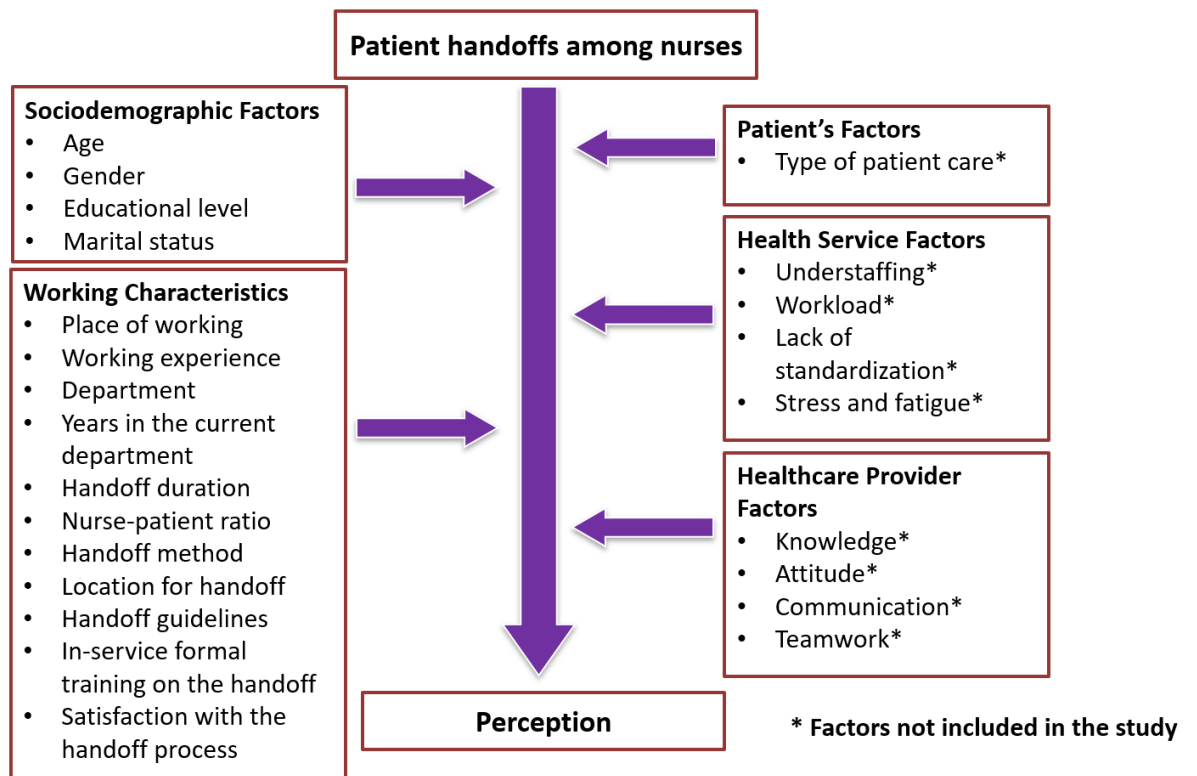 Patient handoffs among nurses
Sociodemographic Factors
• Age
• Gender
• Educational level
• Marital status
Working Characteristics
• Place of working
• Working experience
• Department
• Years in the current
department
• Handoff duration
• Nurse-patient ratio
• Handoff method
• Location for handoff
• Handoff guidelines
• In-service formal
training on the handoff
• Satisfaction with the
handoff process
Patient’s Factors
• Type of patient care*
Health Service Factors
• Understaffing*
• Workload*
• Lack of
standardization*
• Stress and fatigue*
Healthcare Provider
Factors
• Knowledge*
• Attitude*
• Communication*
• Teamwork*
Perception
* Factors not included in the study